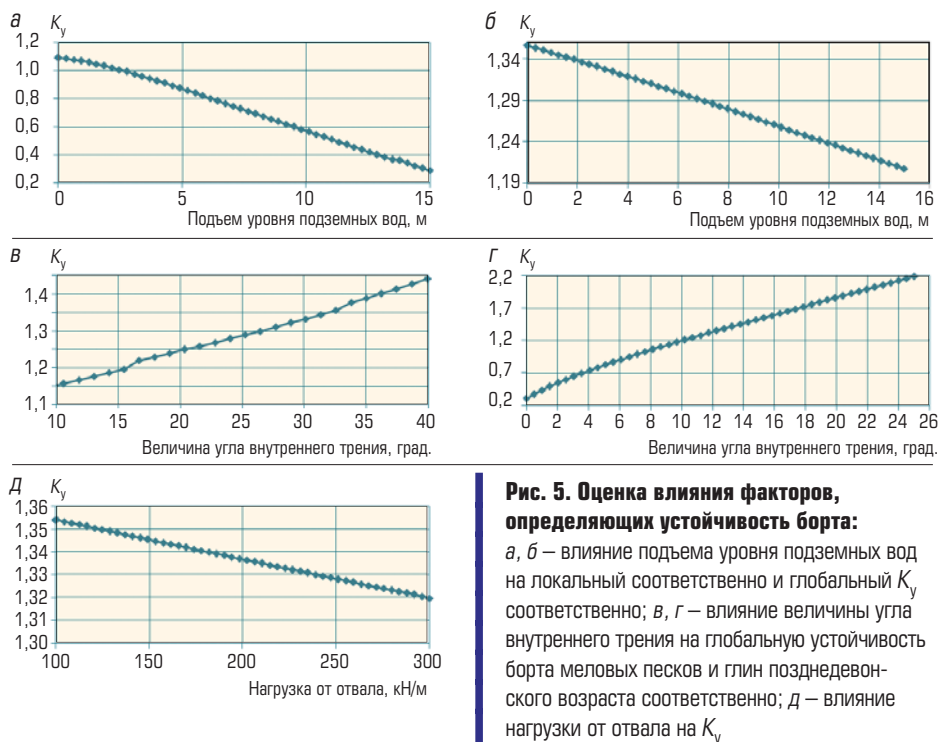 а
Kу
1,2
1,0
0,8
0,6
0,4
0,2
0 5 10 15
Подъем уровня подземных вод, м
б
Kу
1,34
1,29
1,24
1,19
0 2 4 6 8 10 12 14 16
Подъем уровня подземных вод, м
в
Kу
1,4
1,3
1,2
1,1
10 15 20 25 30 35 40
Величина угла внутреннего трения, град.
г
Kу
2,2
1,7
1,2
0,7
0,2
0 2 4 6 8 10 12 14 16 18 20 22 24 26
Величина угла внутреннего трения, град.
Д
Kу
1,36
1,35
1,34
1,33
1,32
1,31
1,30
100 150 200 250 300
Нагрузка от отвала, кН/м
Рис. 5. Оценка влияния факторов,
определяющих устойчивость борта:
а, б – влияние подъема уровня подземных вод
на локальный соответственно и глобальный Kу
соответственно; в, г – влияние величины угла
внутреннего трения на глобальную устойчивость
борта меловых песков и глин позднедевон-
ского возраста соответственно; д – влияние
нагрузки от отвала на Kу